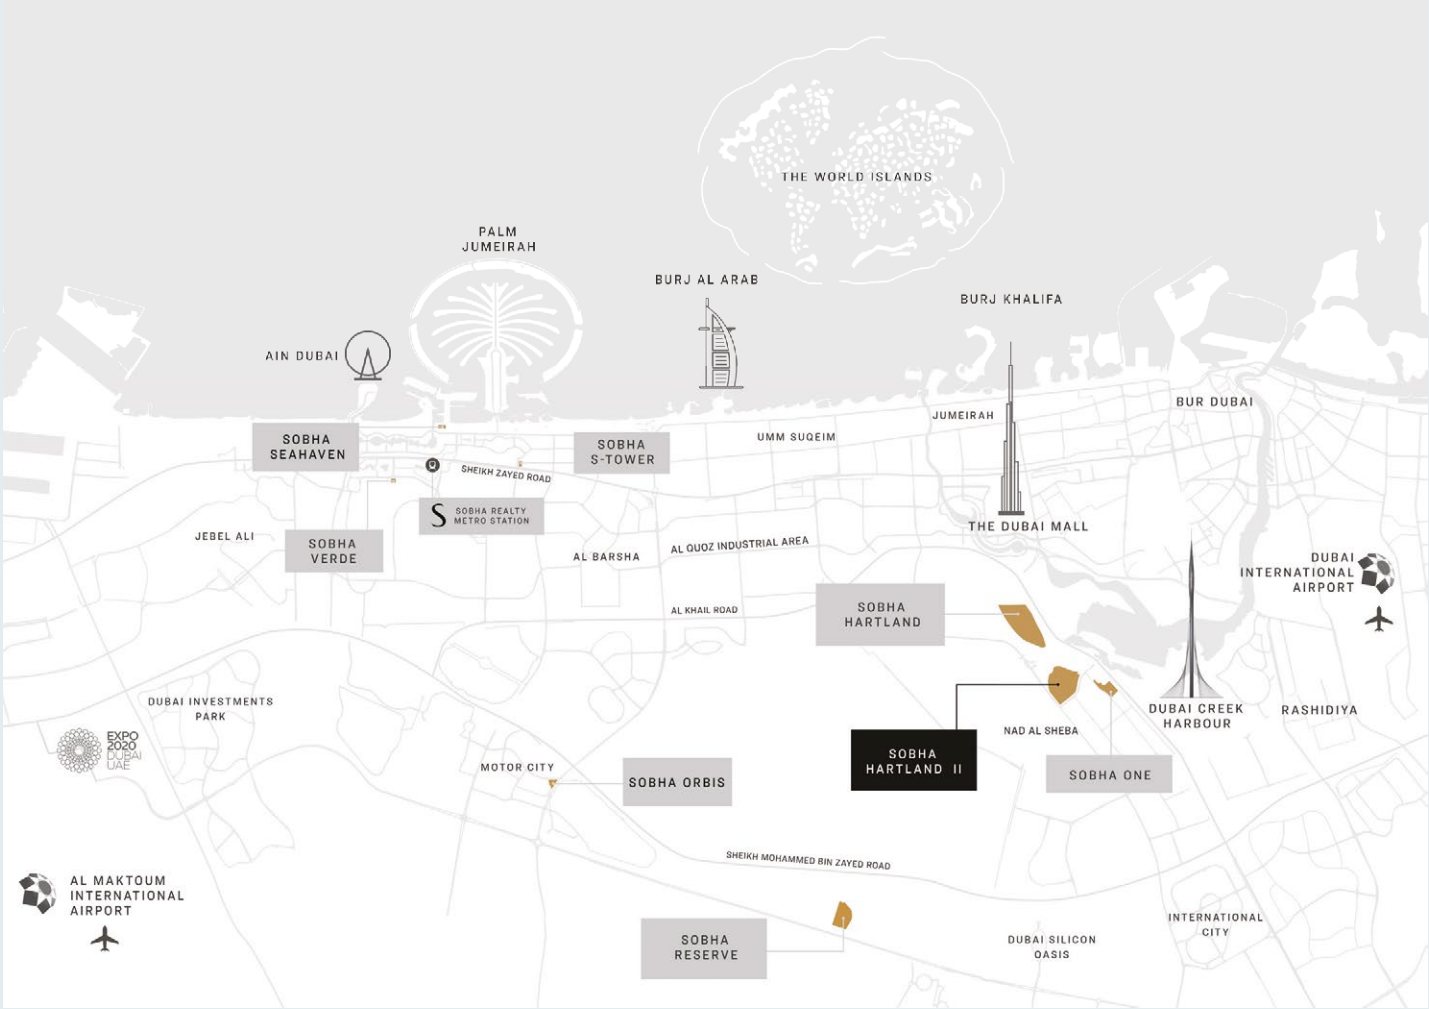 THE WORLD ISLANDS
PALM
JUMEIRAH
BURJ AL ARAB
BURJ KHALIFA
AIN DUBAI
JUMEIRAH
BUR DUBAI
SOBHA
SEAHAVEN
SOBHA
S-TOWER
UMM SUQEIM
SHEIKH ZAYED ROAD
S
SOBHA REALTY
METRO STATION
THE DUBAI MALL
JEBEL ALI
SOBHA
VERDE
AL BARSHA
AL QUOZ INDUSTRIAL AREA
DUBAI
INTERNATIONAL
AIRPORT
AL KHAIL ROAD
SOBHA
HARTLAND
DUBAI INVESTMENTS
PARK
DUBAI CREEK
HARBOUR
RASHIDIYA
NAD AL SHEBA
EXPO
2020
DUBAI
UAE
SOBHA
HARTLAND II
MOTOR CITY
SOBHA ORBIS
SOBHA ONE
SHEIKH MOHAMMED BIN ZAYED ROAD
AL MAKTOUM
INTERNATIONAL
AIRPORT
INTERNATIONAL
CITY
SOBHA
RESERVE
DUBAI SILICON
OASIS